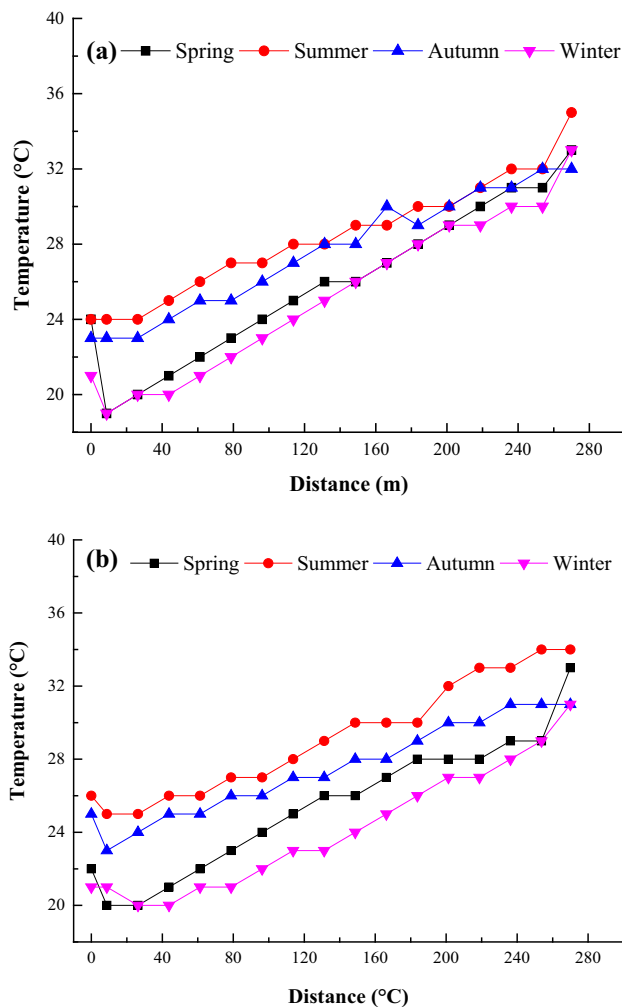 (a) Spring Summer Autumn Winter
40
36
32
28
24
20
Temperature (°C)
0 40 80 120 160 200 240 280
Distance (m)
(b) Spring Summer Autumn Winter
40
36
32
28
24
20
Temperature (°C)
0 40 80 120 160 200 240 280
Distance (°C)